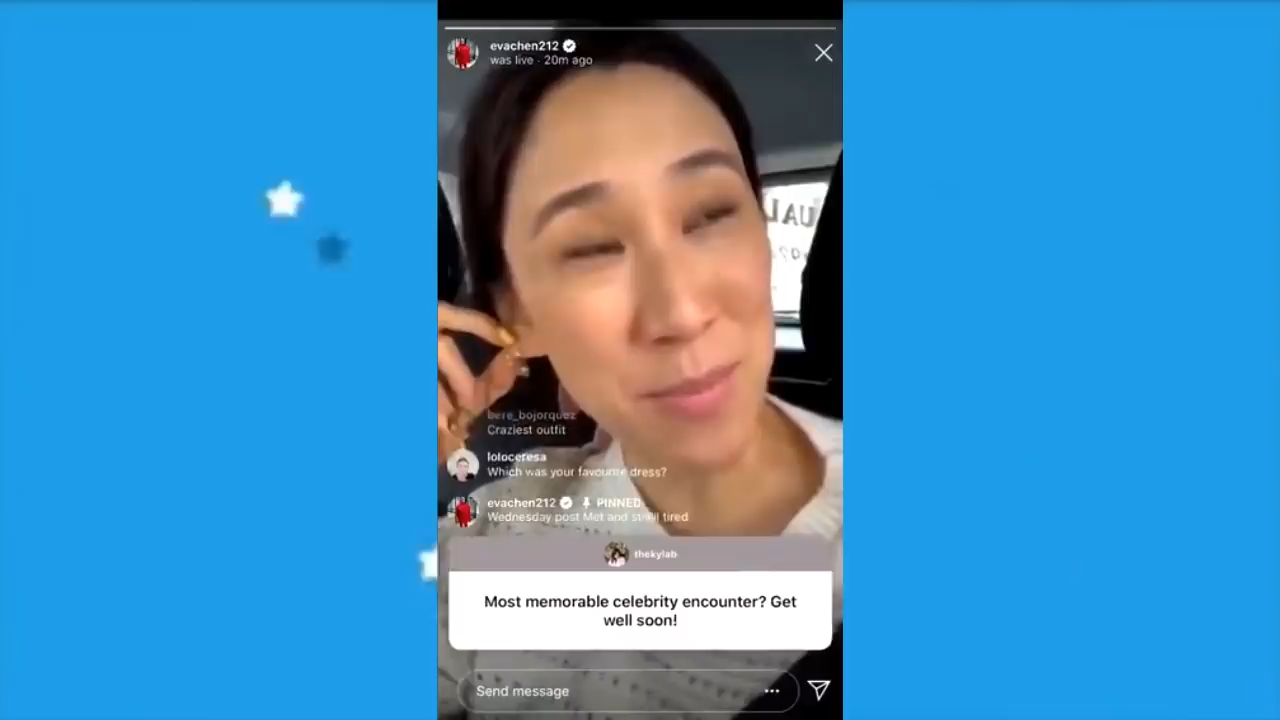 evachen212
was live · 20m ago
bere_bojorquez
Craziest outfit
loloceresa
Which was your favourite dress?
evachen212 PINNED
Wednesday post Met and still tired
thekylab
Most memorable celebrity encounter? Get
well soon!
Send message